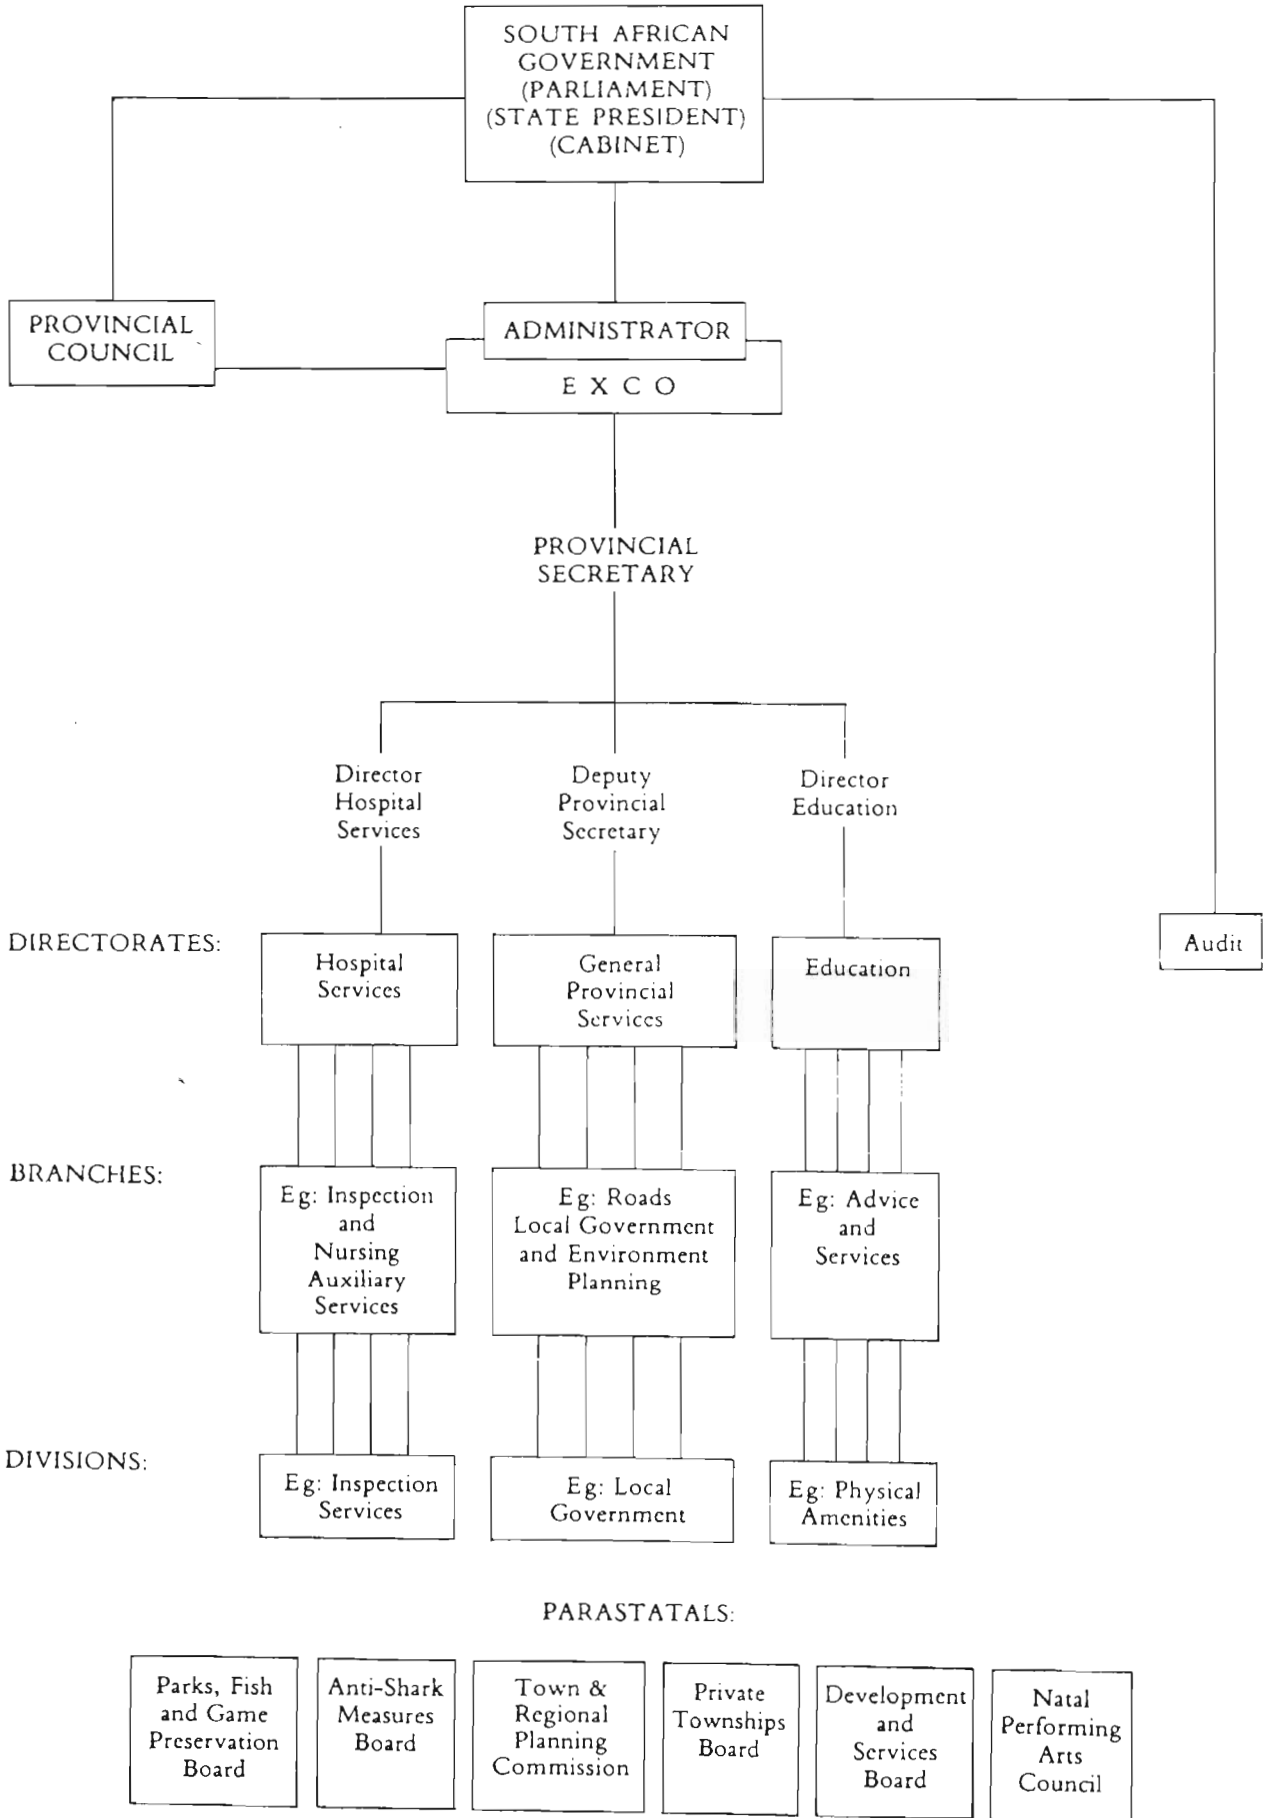 SOUTH AFRICAN
GOVERNMENT
(PARLIAMENT)
(STATE PRESIDENT)
(CABINET)
PROVINCIAL
COUNCIL
ADMINISTRATOR
E X C O
PROVINCIAL
SECRETARY
Director
Hospital
Services
Deputy
Provincial
Secretary
Director
Education
DIRECTORATES:
Hospital
Services
General
Provincial
Services
Education
Audit
BRANCHES:
Eg: Inspection
and
Nursing
Auxiliary
Services
Eg: Roads
Local Government
and Environment
Planning
Eg: Advice
and
Services
DIVISIONS:
Eg: Inspection
Services
Eg: Local
Government
Eg: Physical
Amenities
PARASTATALS:
Parks, Fish
and Game
Preservation
Board
Anti-Shark
Measures
Board
Town &
Regional
Planning
Commission
Private
Townships
Board
Development
and
Services
Board
Natal
Performing
Arts
Council